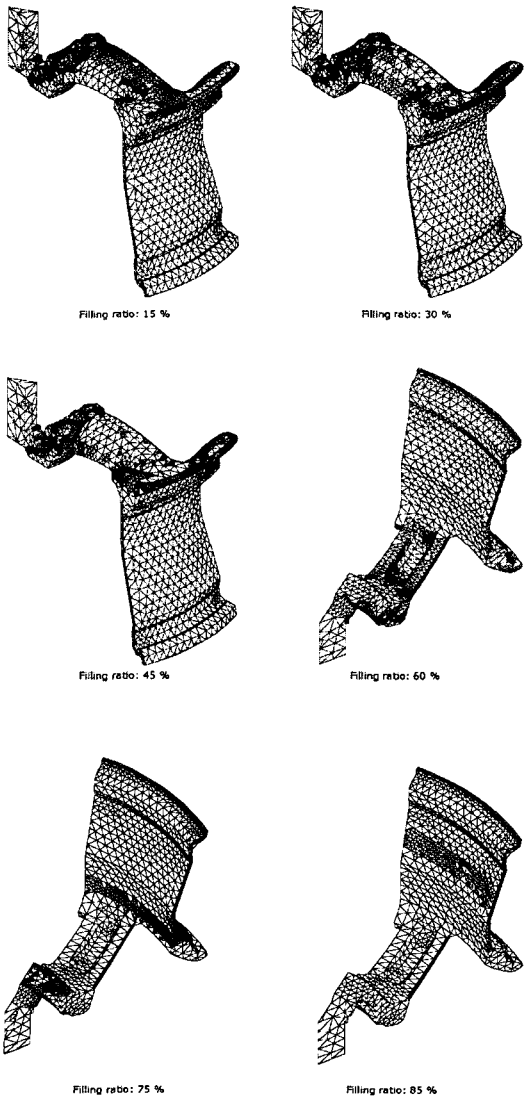 Filling ratio: 15 %
Filling ratio: 30 %
Filling ratio: 45 %
Filling ratio: 60 %
Filling ratio: 75 %
Filling ratio: 85 %